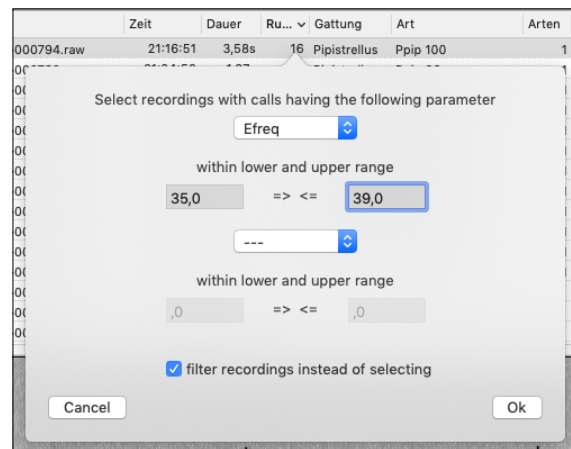 Zeit Dauer Ru... Gattung Art Arten
000794.raw 21:16:51 3,58s 16 Pipistrellus Ppip 100 1
Select recordings with calls having the following parameter
Efreq
within lower and upper range
35,0 => <= 39,0
---
within lower and upper range
,0 => <= ,0
filter recordings instead of selecting
Cancel Ok